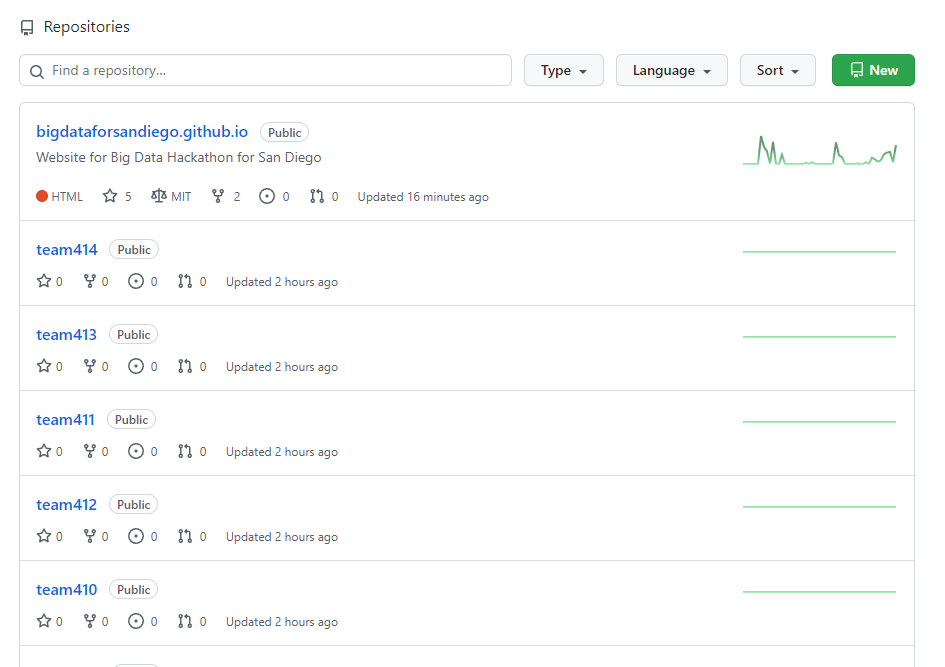 Repositories
Find a repository...
Type
Language
Sort
New
bigdataforsandiego.github.io Public
Website for Big Data Hackathon for San Diego
HTML 5 MIT 2 0 0 Updated 16 minutes ago
team414 Public
0 0 0 0 Updated 2 hours ago
team413 Public
0 0 0 0 Updated 2 hours ago
team411 Public
0 0 0 0 Updated 2 hours ago
team412 Public
0 0 0 0 Updated 2 hours ago
team410 Public
0 0 0 0 Updated 2 hours ago